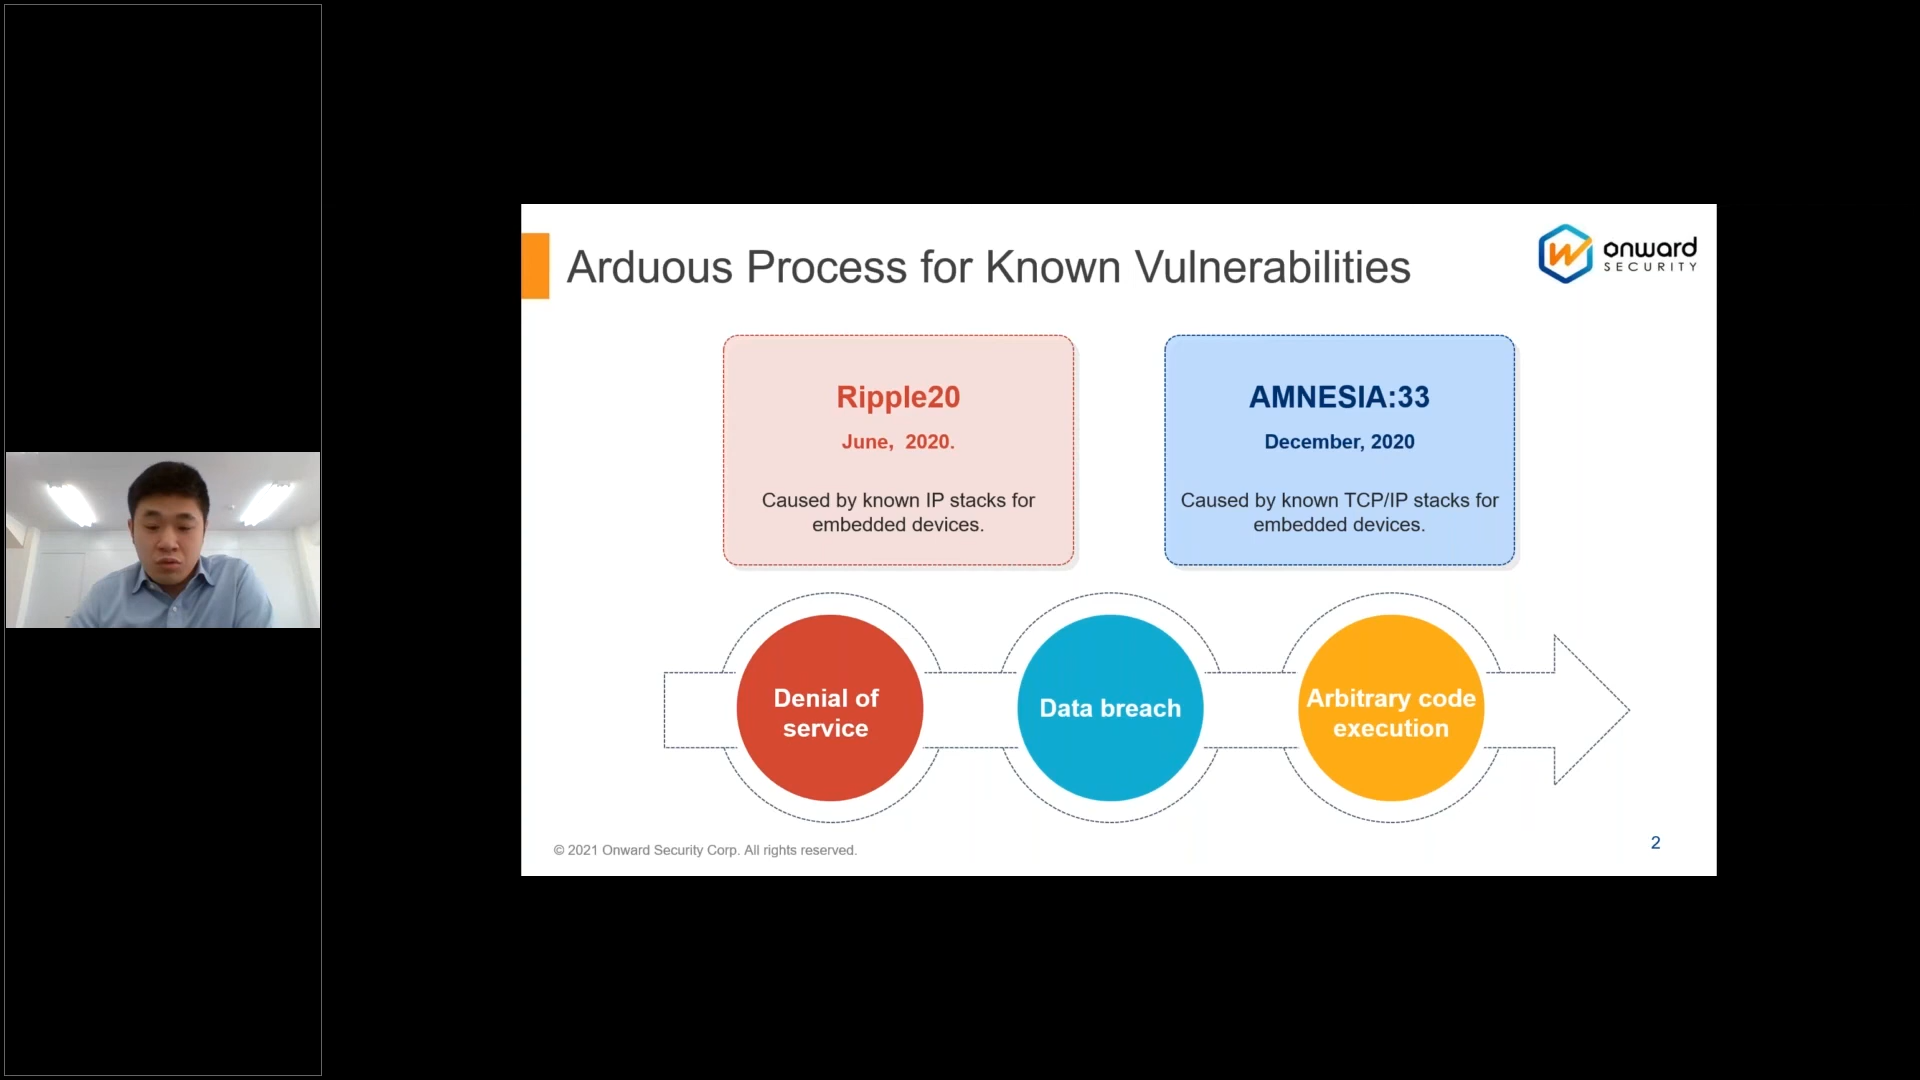 Arduous Process for Known Vulnerabilities
onward
SECURITY
Ripple20
June,  2020.
Caused by known IP stacks for
embedded devices.
AMNESIA:33
December, 2020
Caused by known TCP/IP stacks for
embedded devices.
Denial of
service
Data breach
Arbitrary code
execution
© 2021 Onward Security Corp. All rights reserved.
2